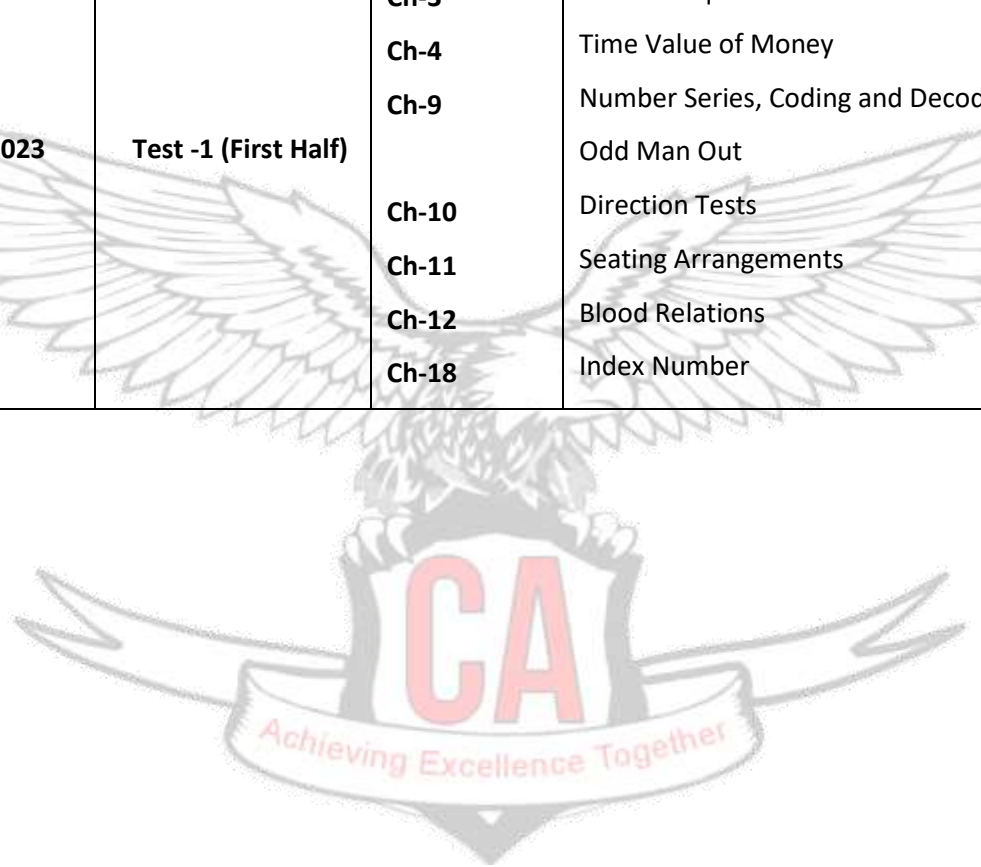 Ch-4 Time Value of Money
Ch-9 Number Series, Coding and Decod
023 Test -1 (First Half) Odd Man Out
Ch-10 Direction Tests
Ch-11 Seating Arrangements
Ch-12 Blood Relations
Ch-18 Index Number
CA
Achieving Excellence Together